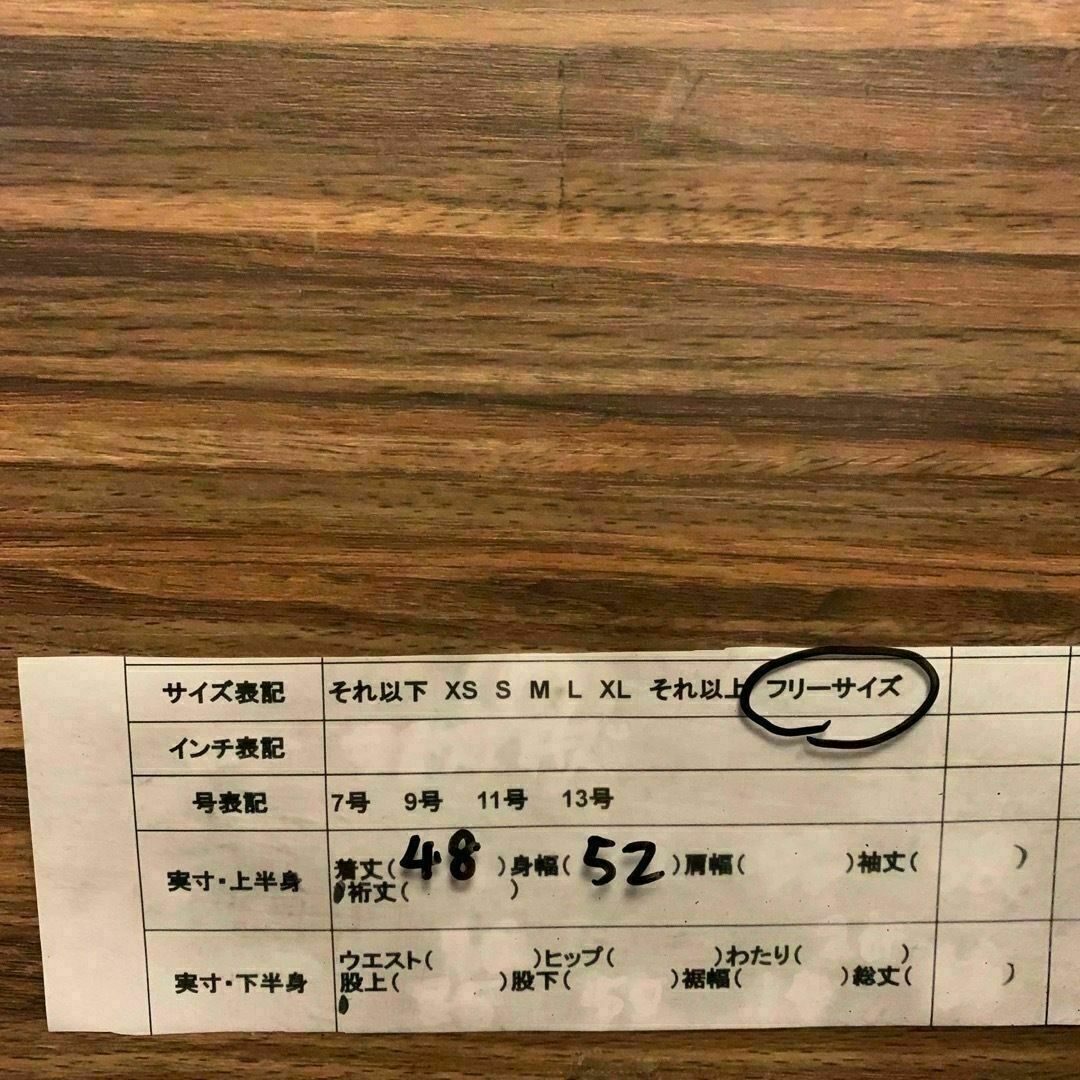 サイズ表記 それ以下 XS S M L XL それ以上 フリーサイズ
インチ表記
号表記 7号 9号 11号 13号
実寸・上半身 着丈( 48 )身幅( 52 )肩幅( )袖丈( )
裄丈( )
実寸・下半身 ウエスト( )ヒップ( )わたり( )
股上( )股下( )裾幅( )総丈( )